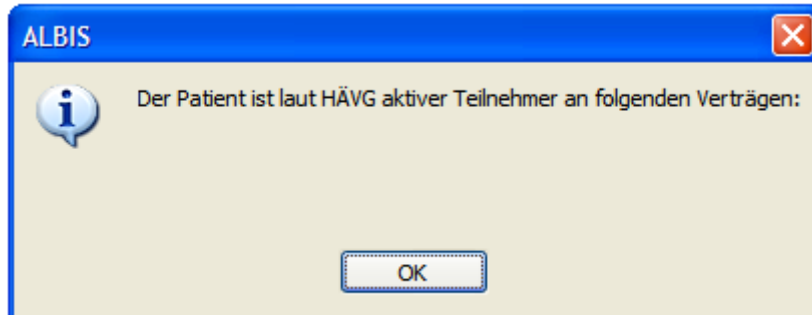 ALBIS
Der Patient ist laut HÄVG aktiver Teilnehmer an folgenden Verträgen:
OK